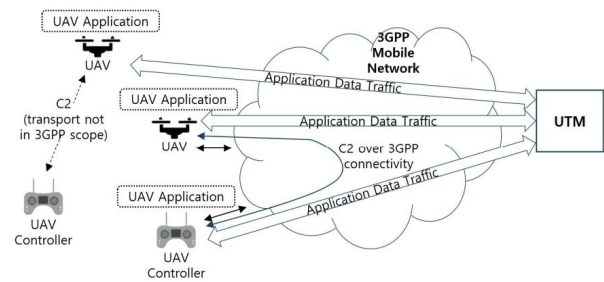 UAV Application
UAV
C2
(transport not
in 3GPP scope)
UAV
Controller
UAV Application
UAV
UAV Application
UAV
Controller
3GPP
Mobile
Network
Application Data Traffic
Application Data Traffic
C2 over 3GPP
connectivity
Application Data Traffic
UTM